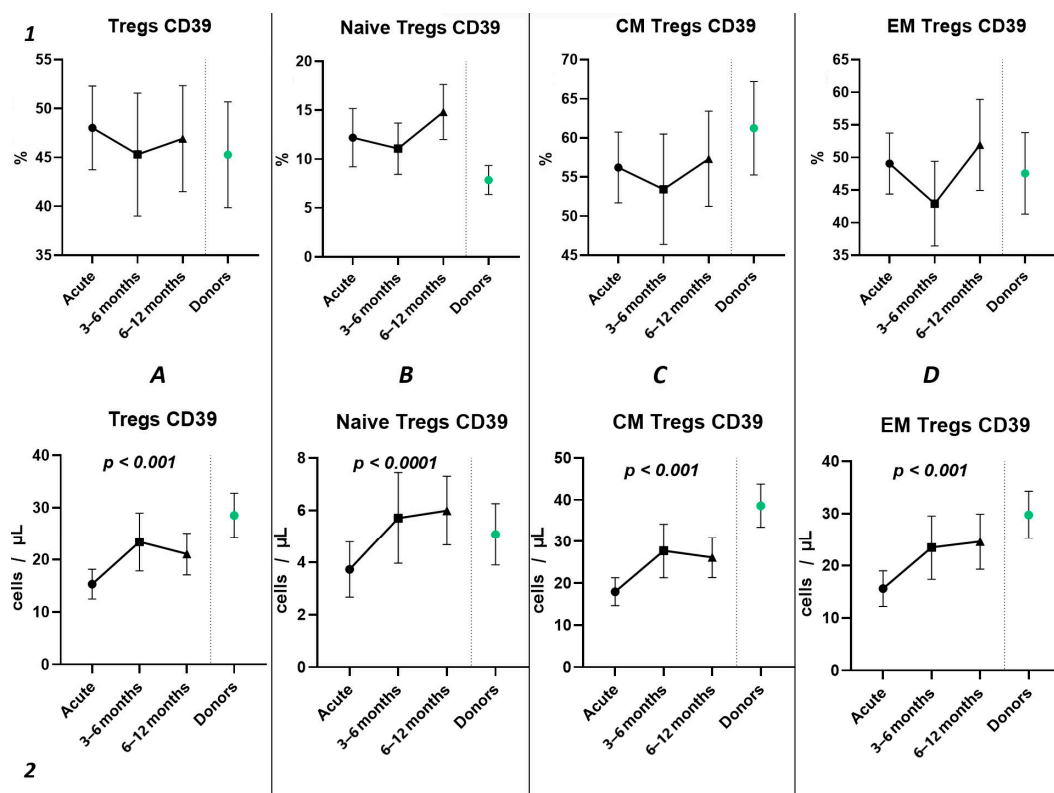 1
Tregs CD39
Naive Tregs CD39
CM Tregs CD39
EM Tregs CD39
55
50
45
40
35
%
Acute
3–6 months
6–12 months
Donors
20
15
10
5
0
%
Acute
3–6 months
6–12 months
Donors
70
65
60
55
50
45
%
Acute
3–6 months
6–12 months
Donors
65
60
55
50
45
40
35
%
Acute
3–6 months
6–12 months
Donors
A
B
C
D
Tregs CD39
Naive Tregs CD39
CM Tregs CD39
EM Tregs CD39
p < 0.001
40
30
20
10
0
cells / μL
Acute
3–6 months
6–12 months
Donors
p < 0.0001
8
6
4
2
0
cells / μL
Acute
3–6 months
6–12 months
Donors
p < 0.001
50
40
30
20
10
0
cells / μL
Acute
3–6 months
6–12 months
Donors
p < 0.001
40
30
20
10
0
cells / μL
Acute
3–6 months
6–12 months
Donors
2